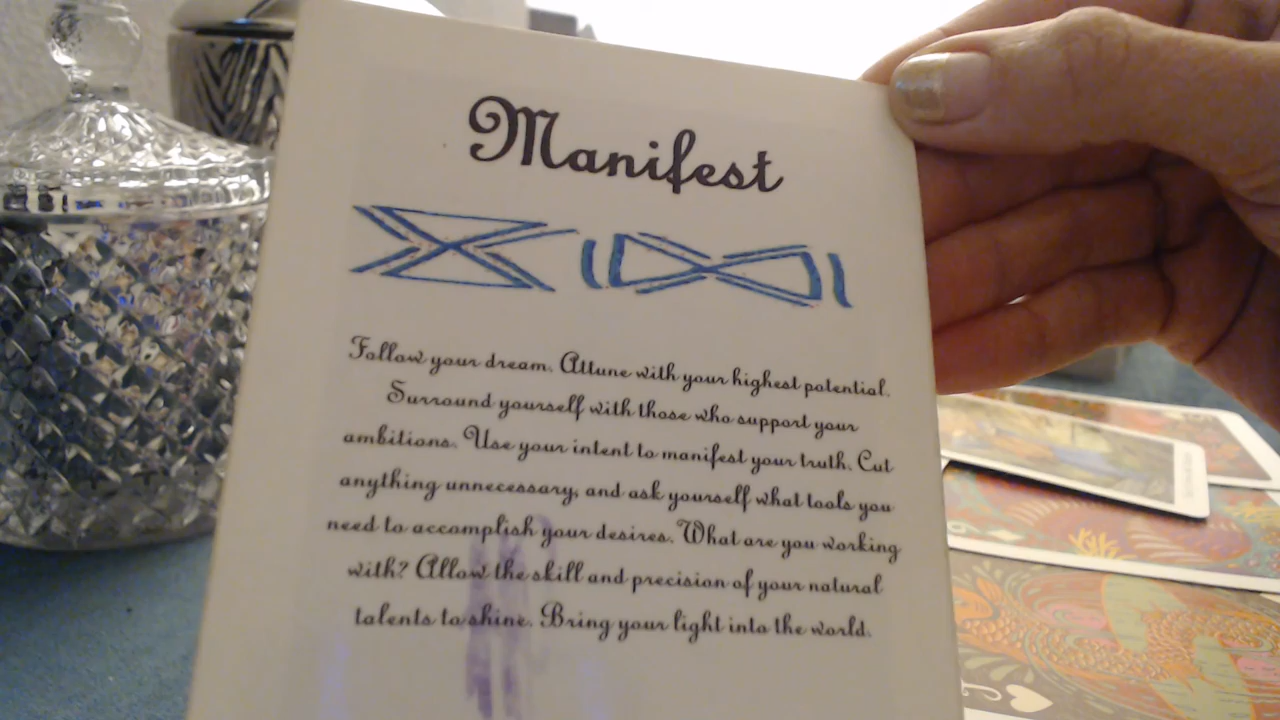 Manifest
Follow your dream. Attune with your highest potential.
Surround yourself with those who support your
ambitions. Use your intent to manifest your truth. Cut
anything unnecessary, and ask yourself what tools you
need to accomplish your desires. What are you working
with? Allow the skill and precision of your natural
talents to shine. Bring your light into the world.